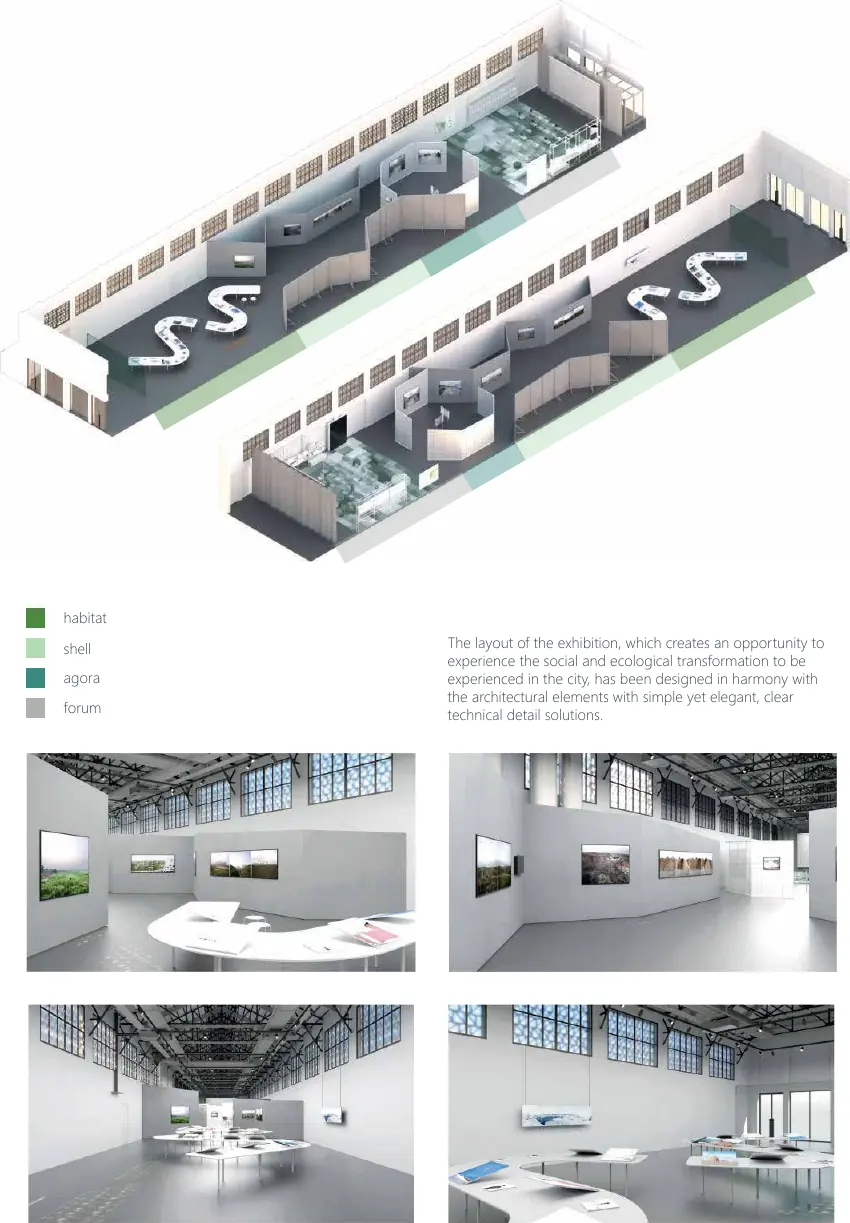 habitat
shell
agora
forum
The layout of the exhibition, which creates an opportunity to
experience the social and ecological transformation to be
experienced in the city, has been designed in harmony with
the architectural elements with simple yet elegant, clear
technical detail solutions.